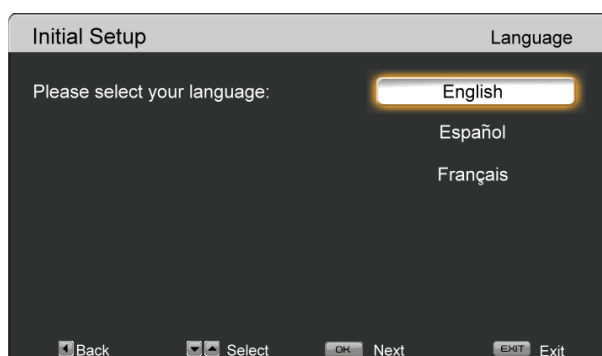 Initial Setup Language
Please select your language: English
Español
Français
Back Select OK Next EXIT Exit